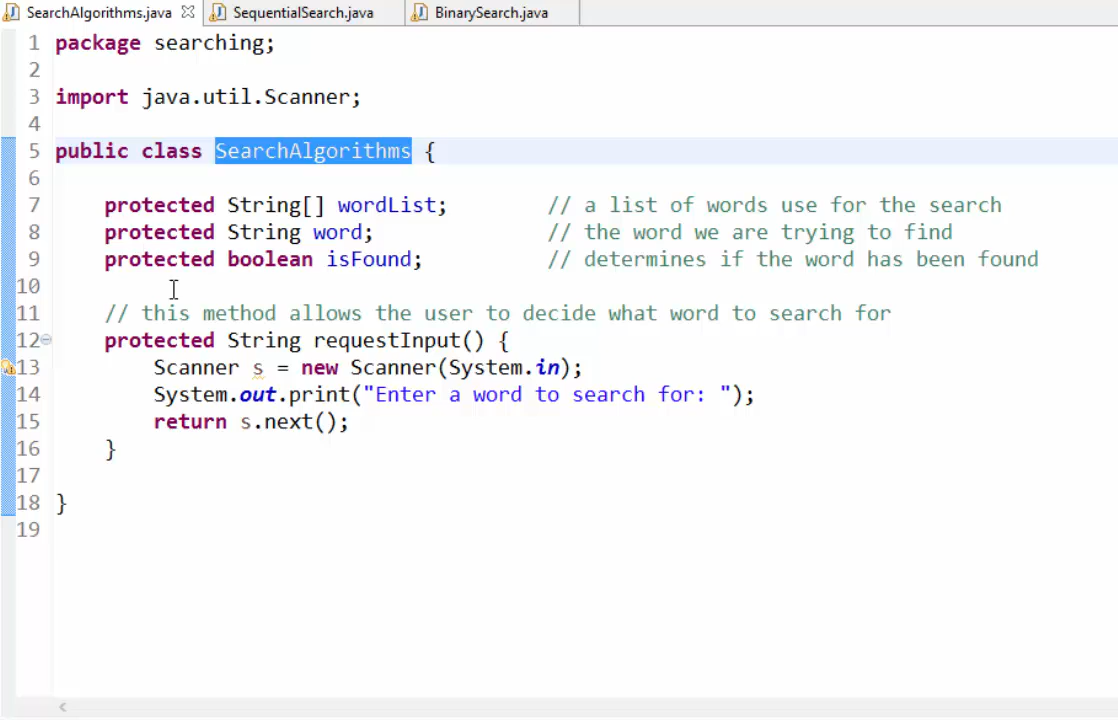 SearchAlgorithms.java SequentialSearch.java BinarySearch.java
1 package searching;
2
3 import java.util.Scanner;
4
5 public class SearchAlgorithms {
6
7 protected String[] wordList; // a list of words use for the search
8 protected String word; // the word we are trying to find
9 protected boolean isFound; // determines if the word has been found
10
11 // this method allows the user to decide what word to search for
12 protected String requestInput() {
13 Scanner s = new Scanner(System.in);
14 System.out.print("Enter a word to search for: ");
15 return s.next();
16 }
17
18 }
19